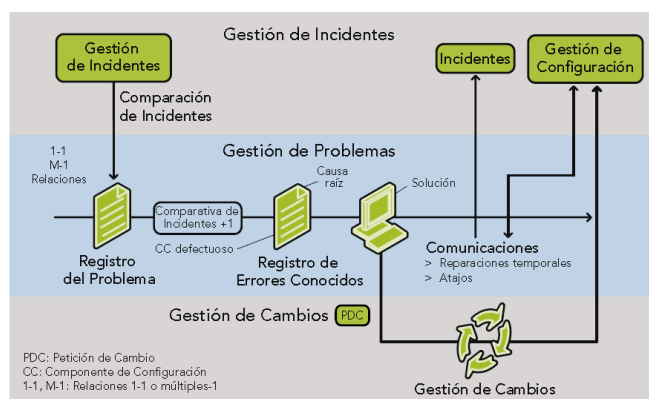 Gestión de Incidentes
Gestión
de Incidentes
Incidentes
Gestión de
Configuración
Comparación
de Incidentes
1-1
M-1
Relaciones
Gestión de Problemas
Causa
raíz
Solución
Comparativa de
Incidentes +1
CC defectuoso
Registro
del Problema
Registro de
Errores Conocidos
Comunicaciones
> Reparaciones temporales
> Atajos
Gestión de Cambios
PDC
Gestión de Cambios
PDC: Petición de Cambio
CC: Componente de Configuración
1-1, M-1: Relaciones 1-1 o múltiples-1